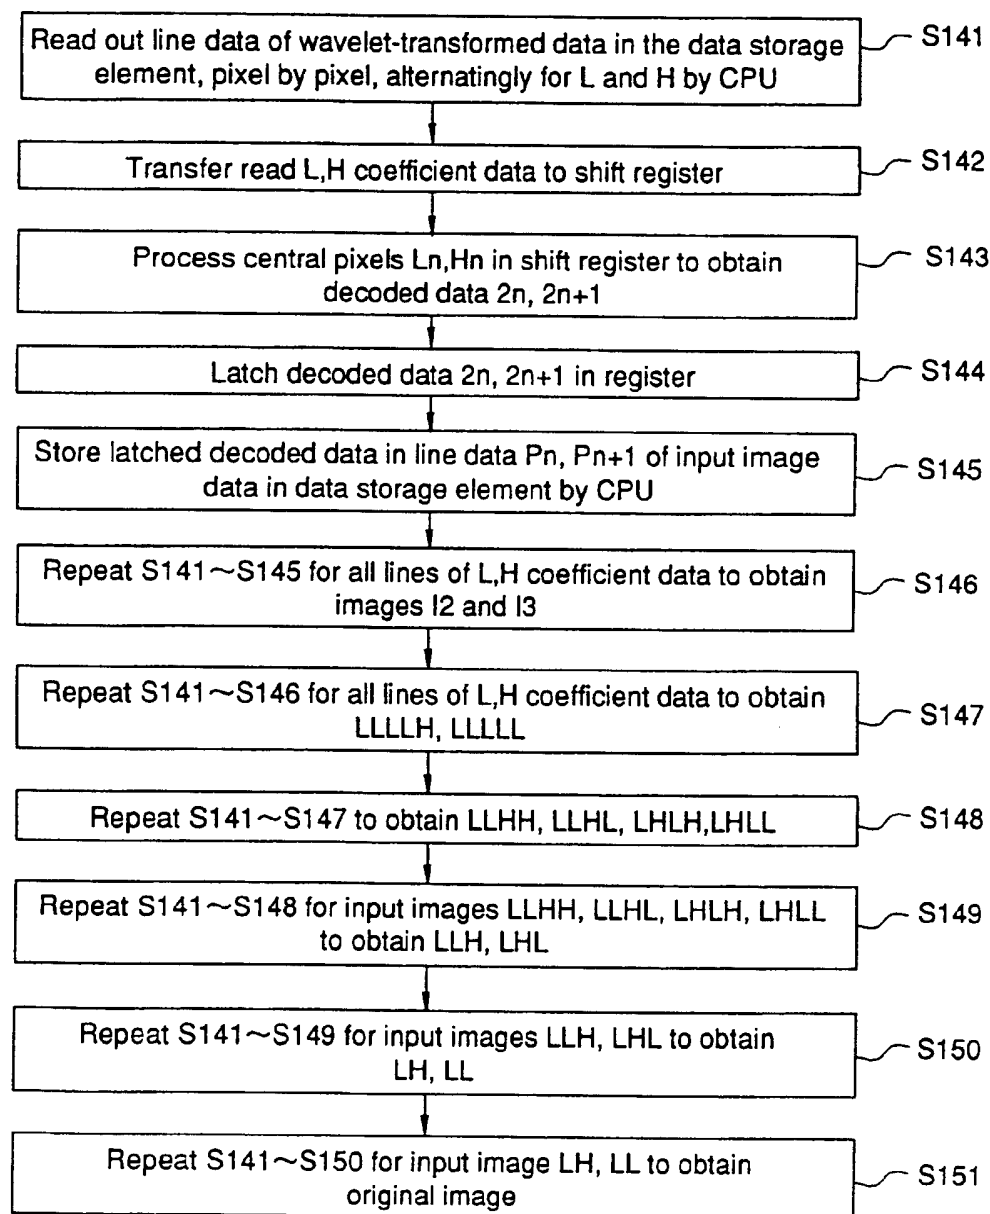 Read out line data of wavelet-transformed data in the data storage
element, pixel by pixel, alternatingly for L and H by CPU
S141
Transfer read L,H coefficient data to shift register
S142
Process central pixels Ln,Hn in shift register to obtain
decoded data 2n, 2n+1
S143
Latch decoded data 2n, 2n+1 in register
S144
Store latched decoded data in line data Pn, Pn+1 of input image
data in data storage element by CPU
S145
Repeat S141~S145 for all lines of L,H coefficient data to obtain
images I2 and I3
S146
Repeat S141~S146 for all lines of L,H coefficient data to obtain
LLLLH, LLLLL
S147
Repeat S141~S147 to obtain LLHH, LLHL, LHLH,LHLL
S148
Repeat S141~S148 for input images LLHH, LLHL, LHLH, LHLL
to obtain LLH, LHL
S149
Repeat S141~S149 for input images LLH, LHL to obtain
LH, LL
S150
Repeat S141~S150 for input image LH, LL to obtain
original image
S151